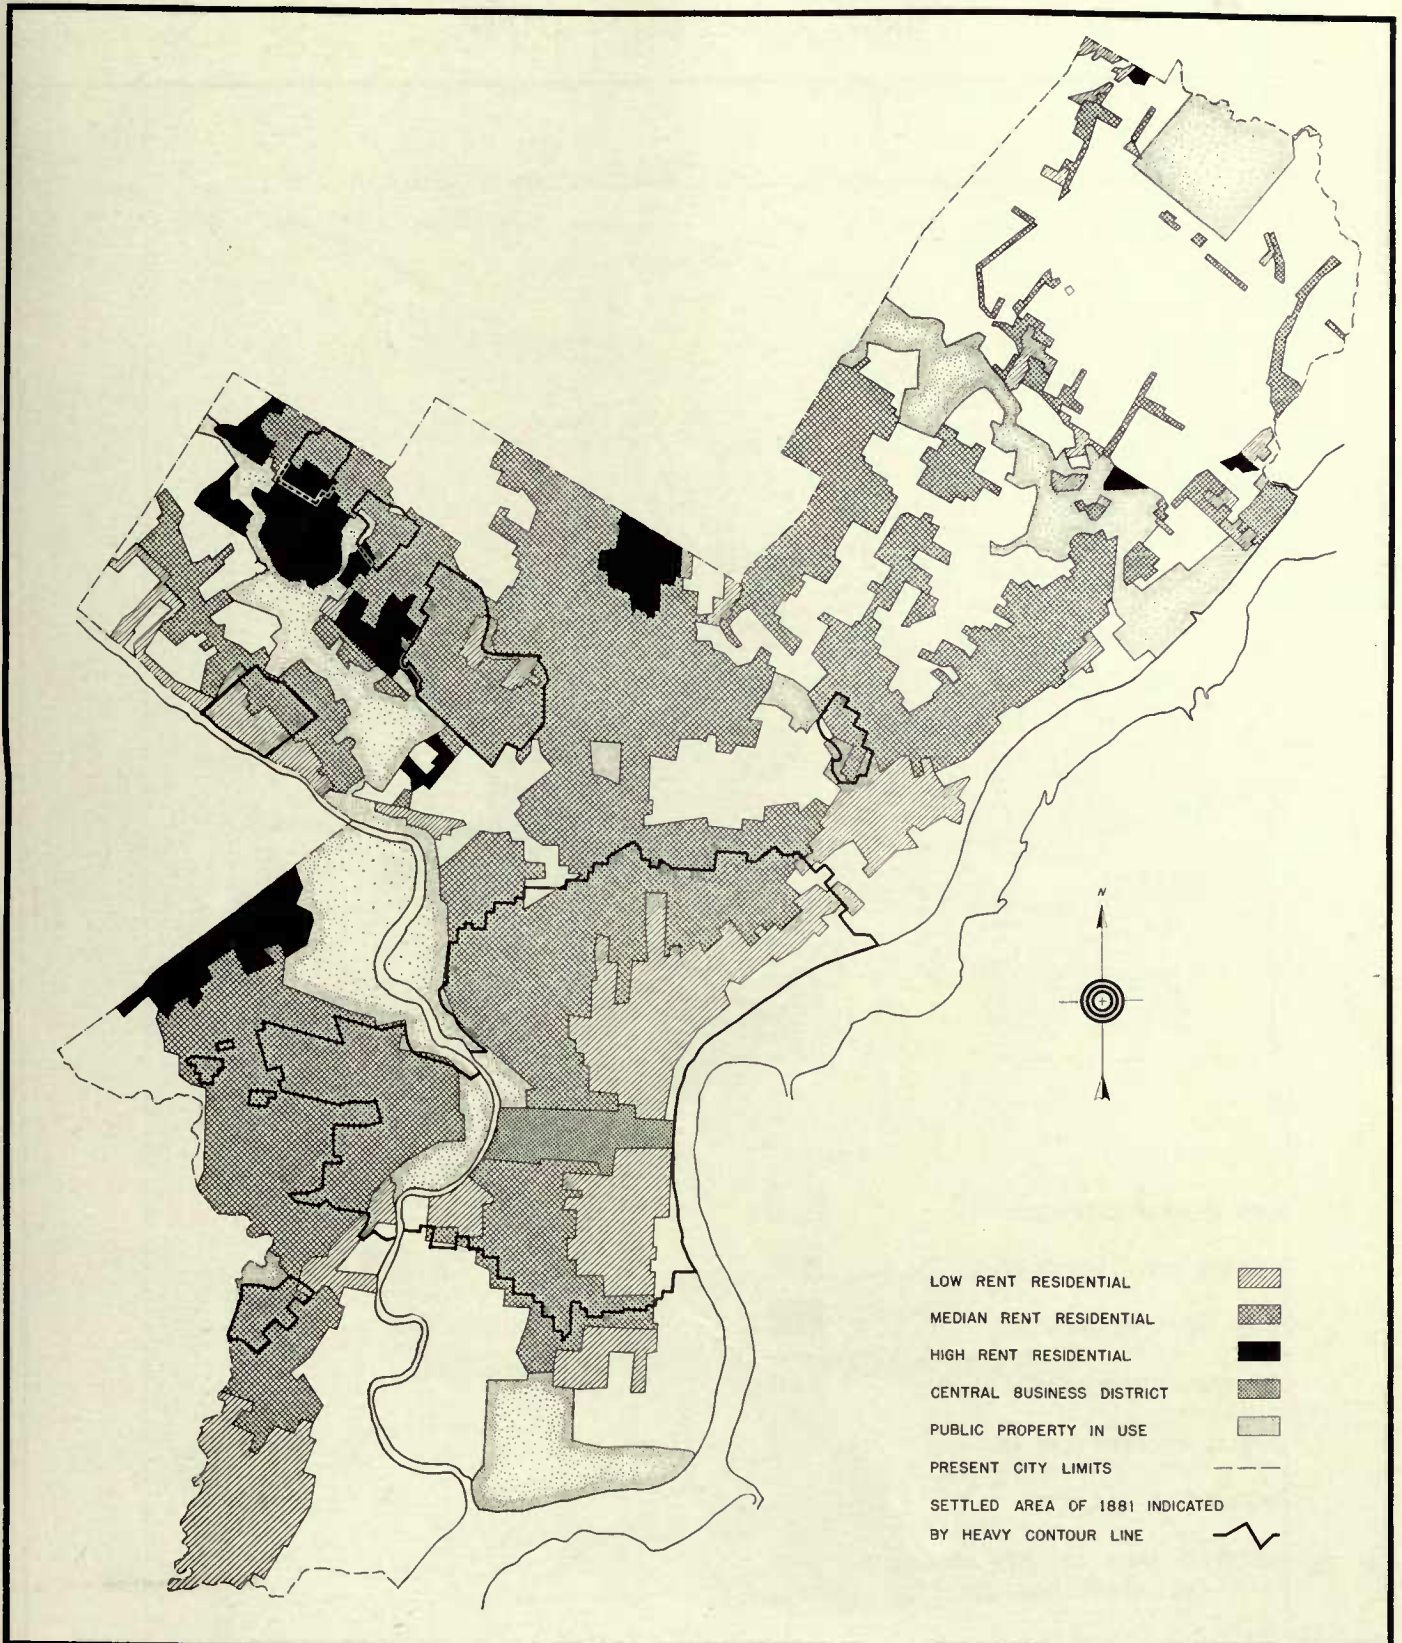 N
LOW RENT RESIDENTIAL
MEDIAN RENT RESIDENTIAL
HIGH RENT RESIDENTIAL
CENTRAL BUSINESS DISTRICT
PUBLIC PROPERTY IN USE
PRESENT CITY LIMITS
SETTLED AREA OF 1881 INDICATED
BY HEAVY CONTOUR LINE